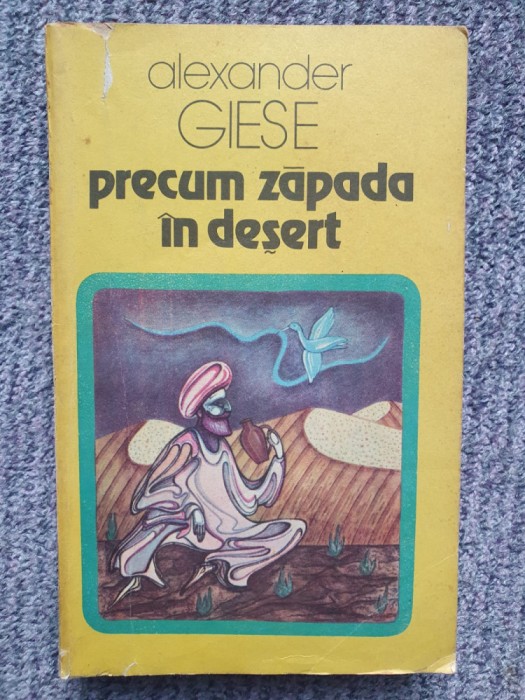 alexander
GIESE
precum zăpada
în deşert